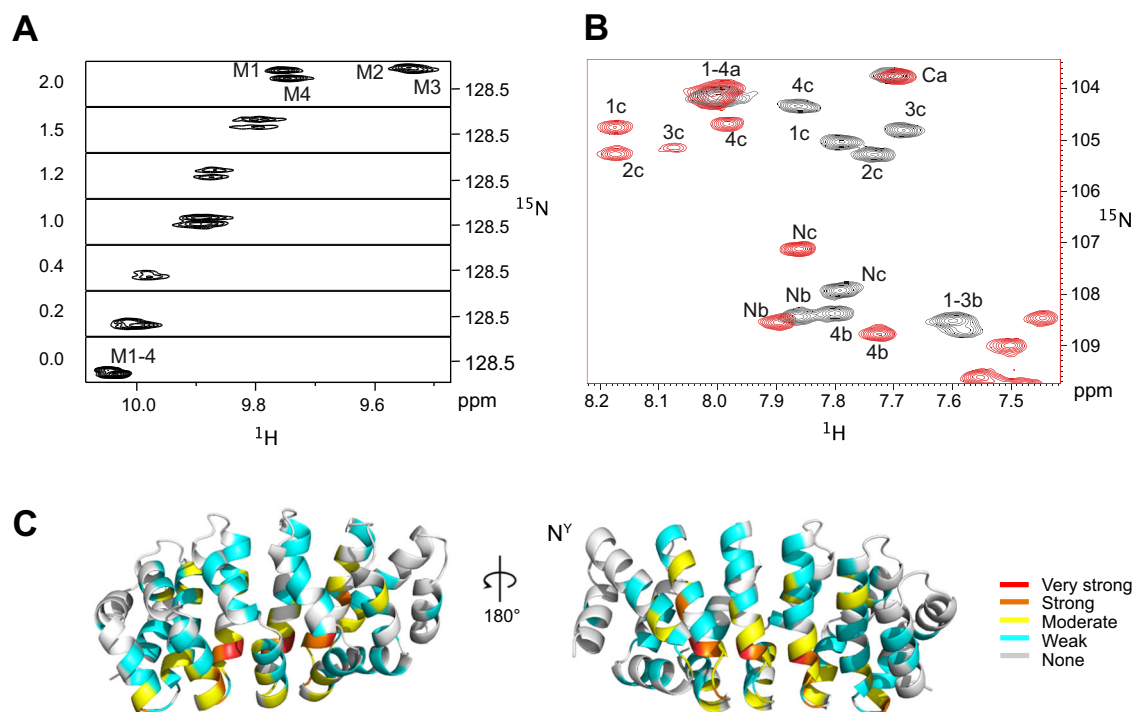 A
2.0
1.5
1.2
1.0
0.4
0.2
0.0
M1
M4
M2
M3
M1-4
128.5
128.5
128.5
128.5
128.5
128.5
128.5
15N
10.0
9.8
9.6
ppm
1H
B
1-4a
Ca
4c
3c
1c
1c
3c
4c
2c
2c
Nc
Nc
Nb
Nb
4b
1-3b
4b
104
105
106
107
108
109
15N
8.2
8.1
8.0
7.9
7.8
7.7
7.6
7.5
ppm
1H
C
180°
NY
Very strong
Strong
Moderate
Weak
None